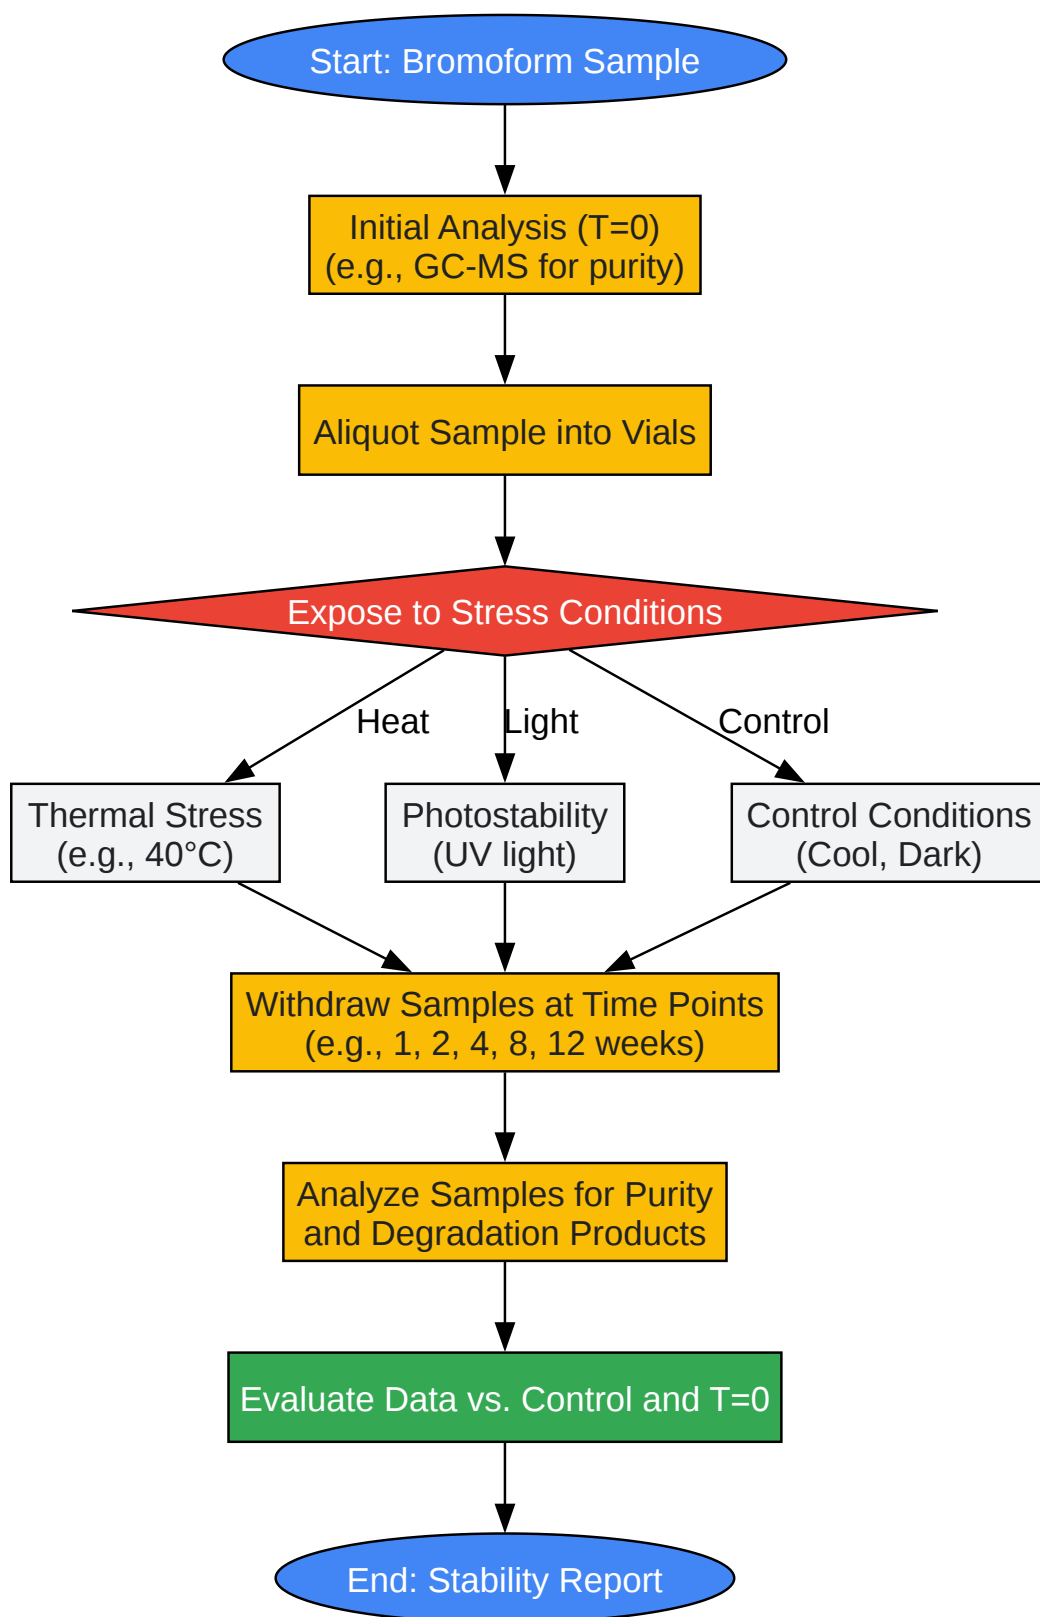 Start: Bromoform Sample
Initial Analysis (T=0)
(e.g., GC-MS for purity)
Aliquot Sample into Vials
Expose to Stress Conditions
Heat
Light
Control
Thermal Stress
(e.g., 40°C)
Photostability
(UV light)
Control Conditions
(Cool, Dark)
Withdraw Samples at Time Points
(e.g., 1, 2, 4, 8, 12 weeks)
Analyze Samples for Purity
and Degradation Products
Evaluate Data vs. Control and T=0
End: Stability Report